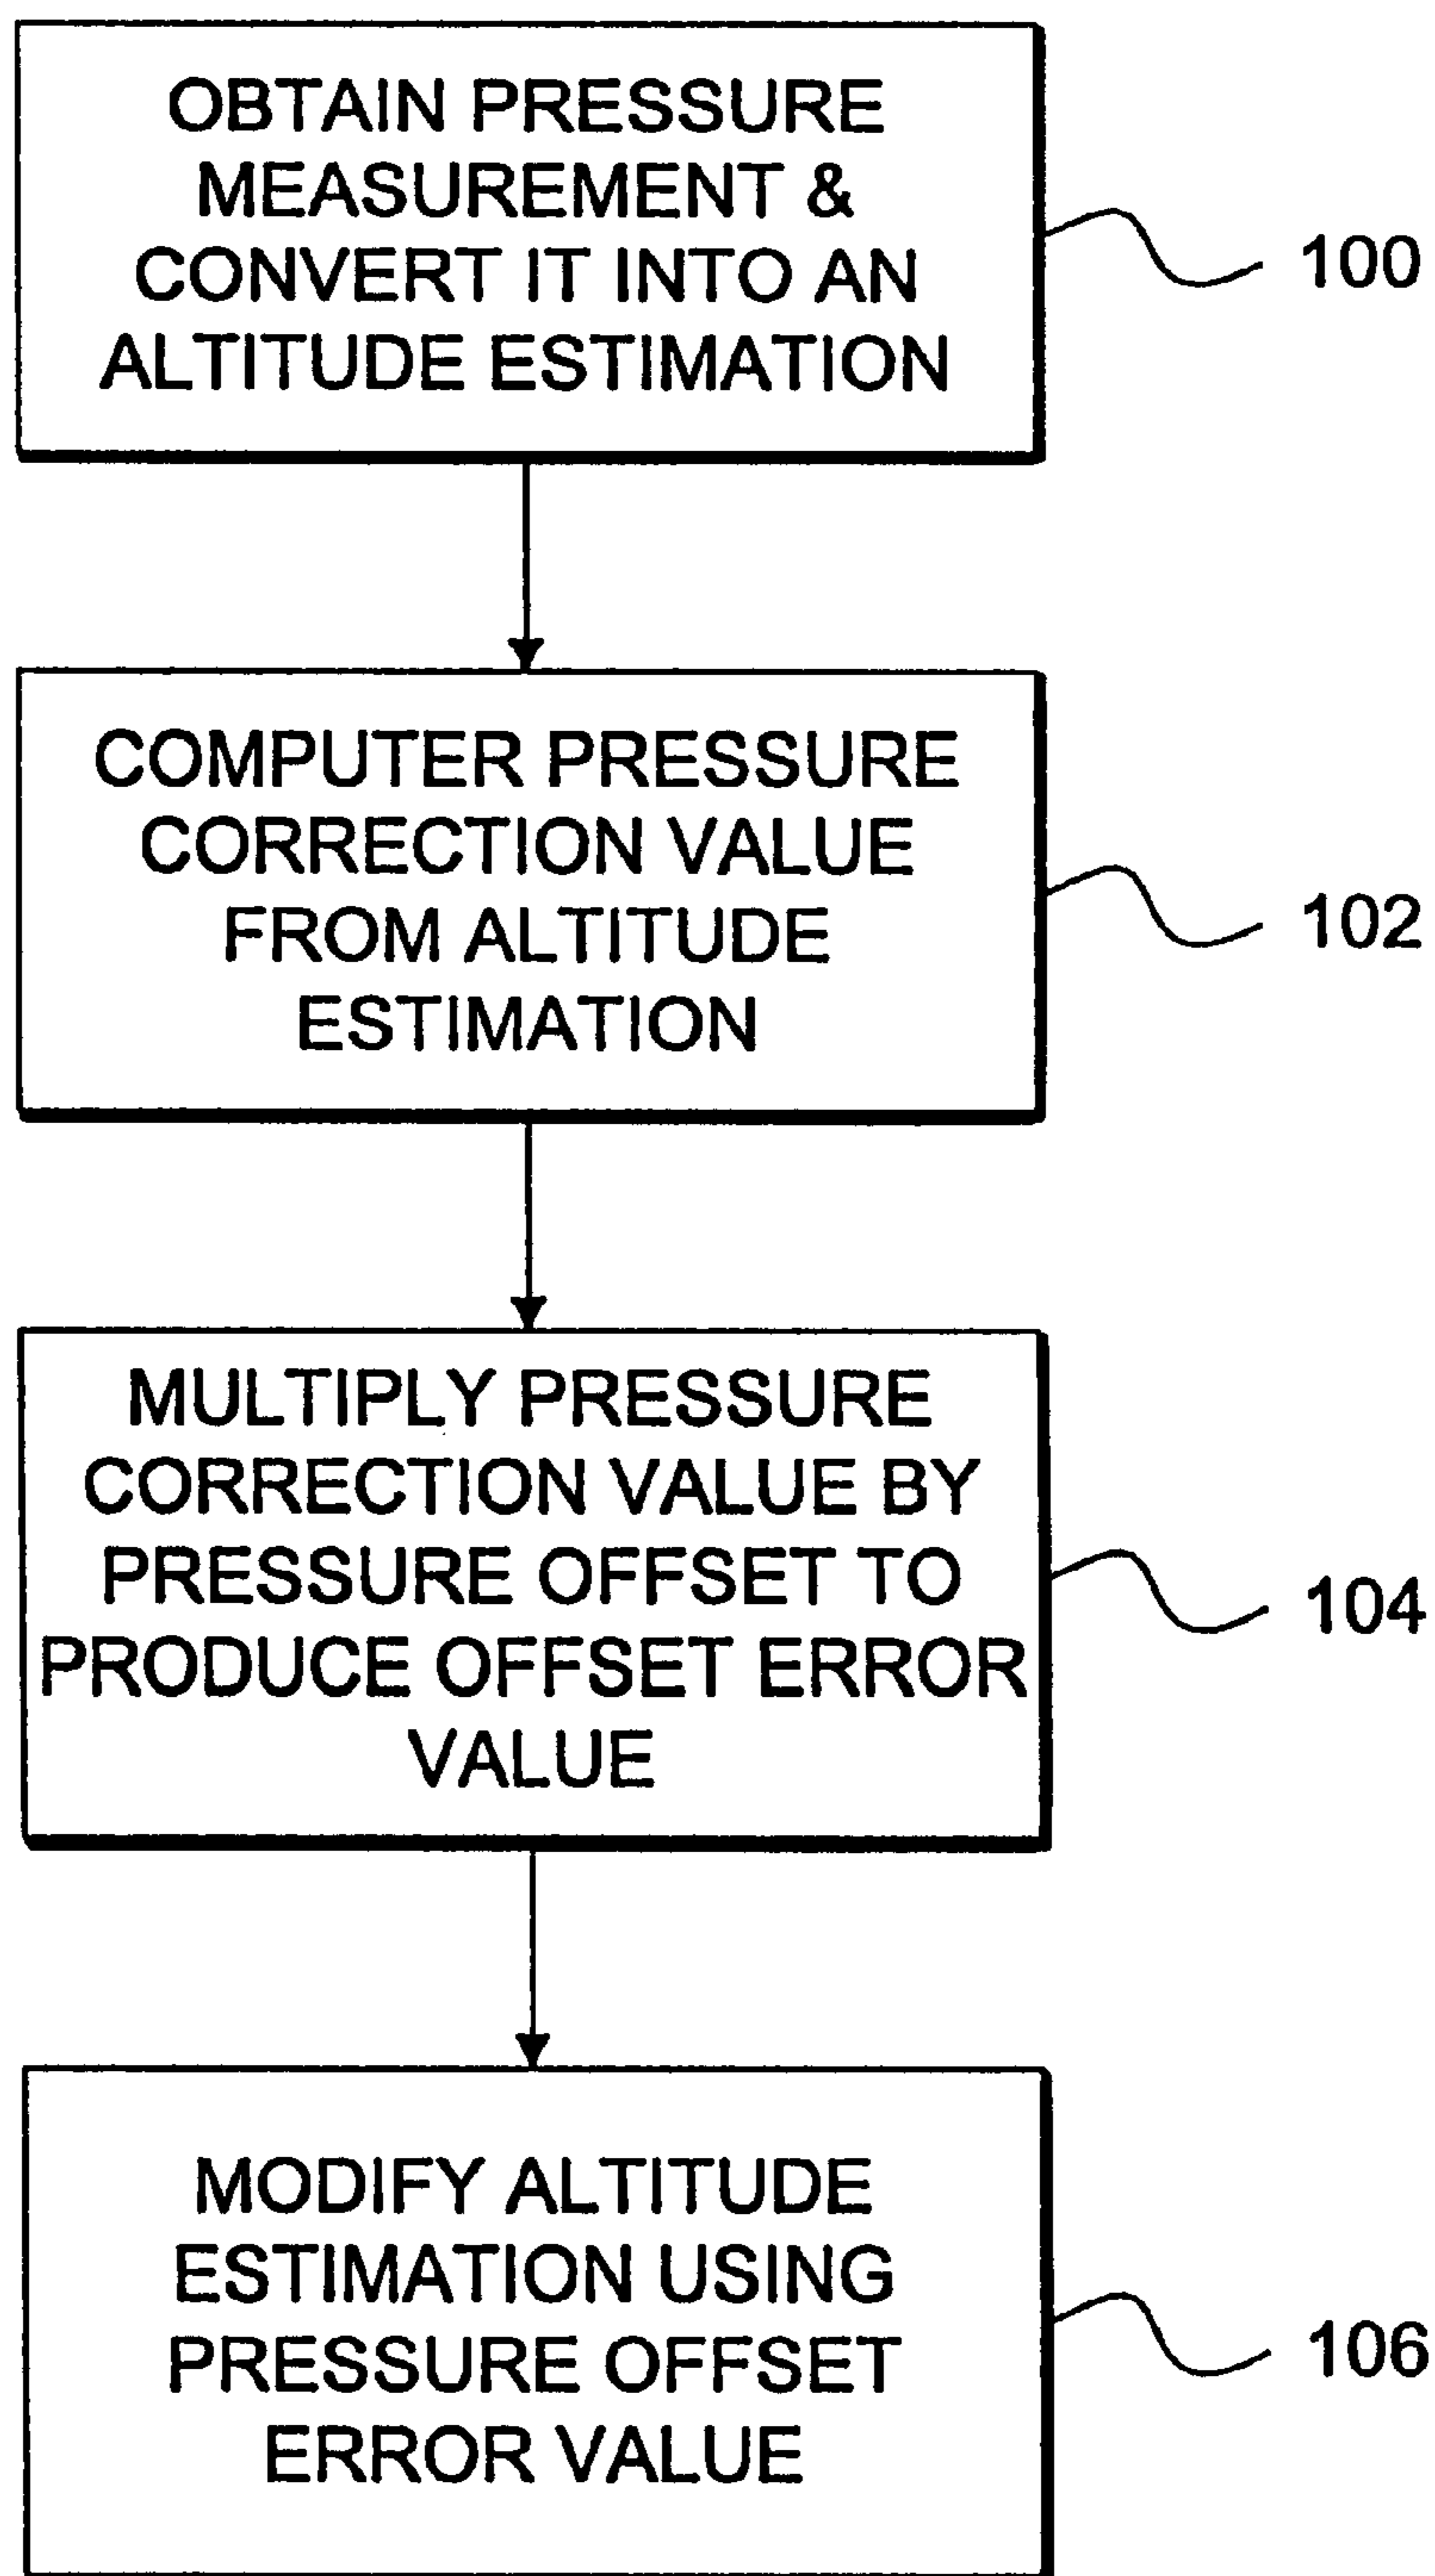 OBTAIN PRESSURE
MEASUREMENT &
CONVERT IT INTO AN
ALTITUDE ESTIMATION
100
COMPUTER PRESSURE
CORRECTION VALUE
FROM ALTITUDE
ESTIMATION
102
MULTIPLY PRESSURE
CORRECTION VALUE BY
PRESSURE OFFSET TO
PRODUCE OFFSET ERROR
VALUE
104
MODIFY ALTITUDE
ESTIMATION USING
PRESSURE OFFSET
ERROR VALUE
106